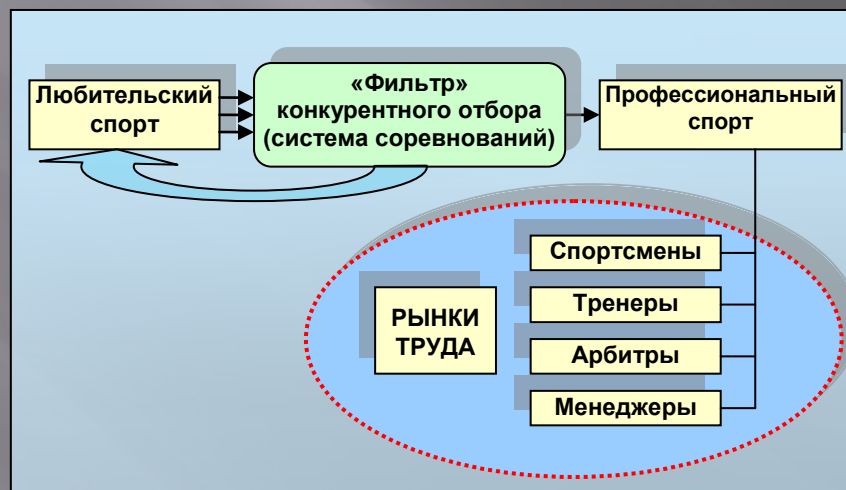 Любительский
спорт
«Фильтр»
конкурентного отбора
(система соревнований)
Профессиональный
спорт
РЫНКИ
ТРУДА
Спортсмены
Тренеры
Арбитры
Менеджеры